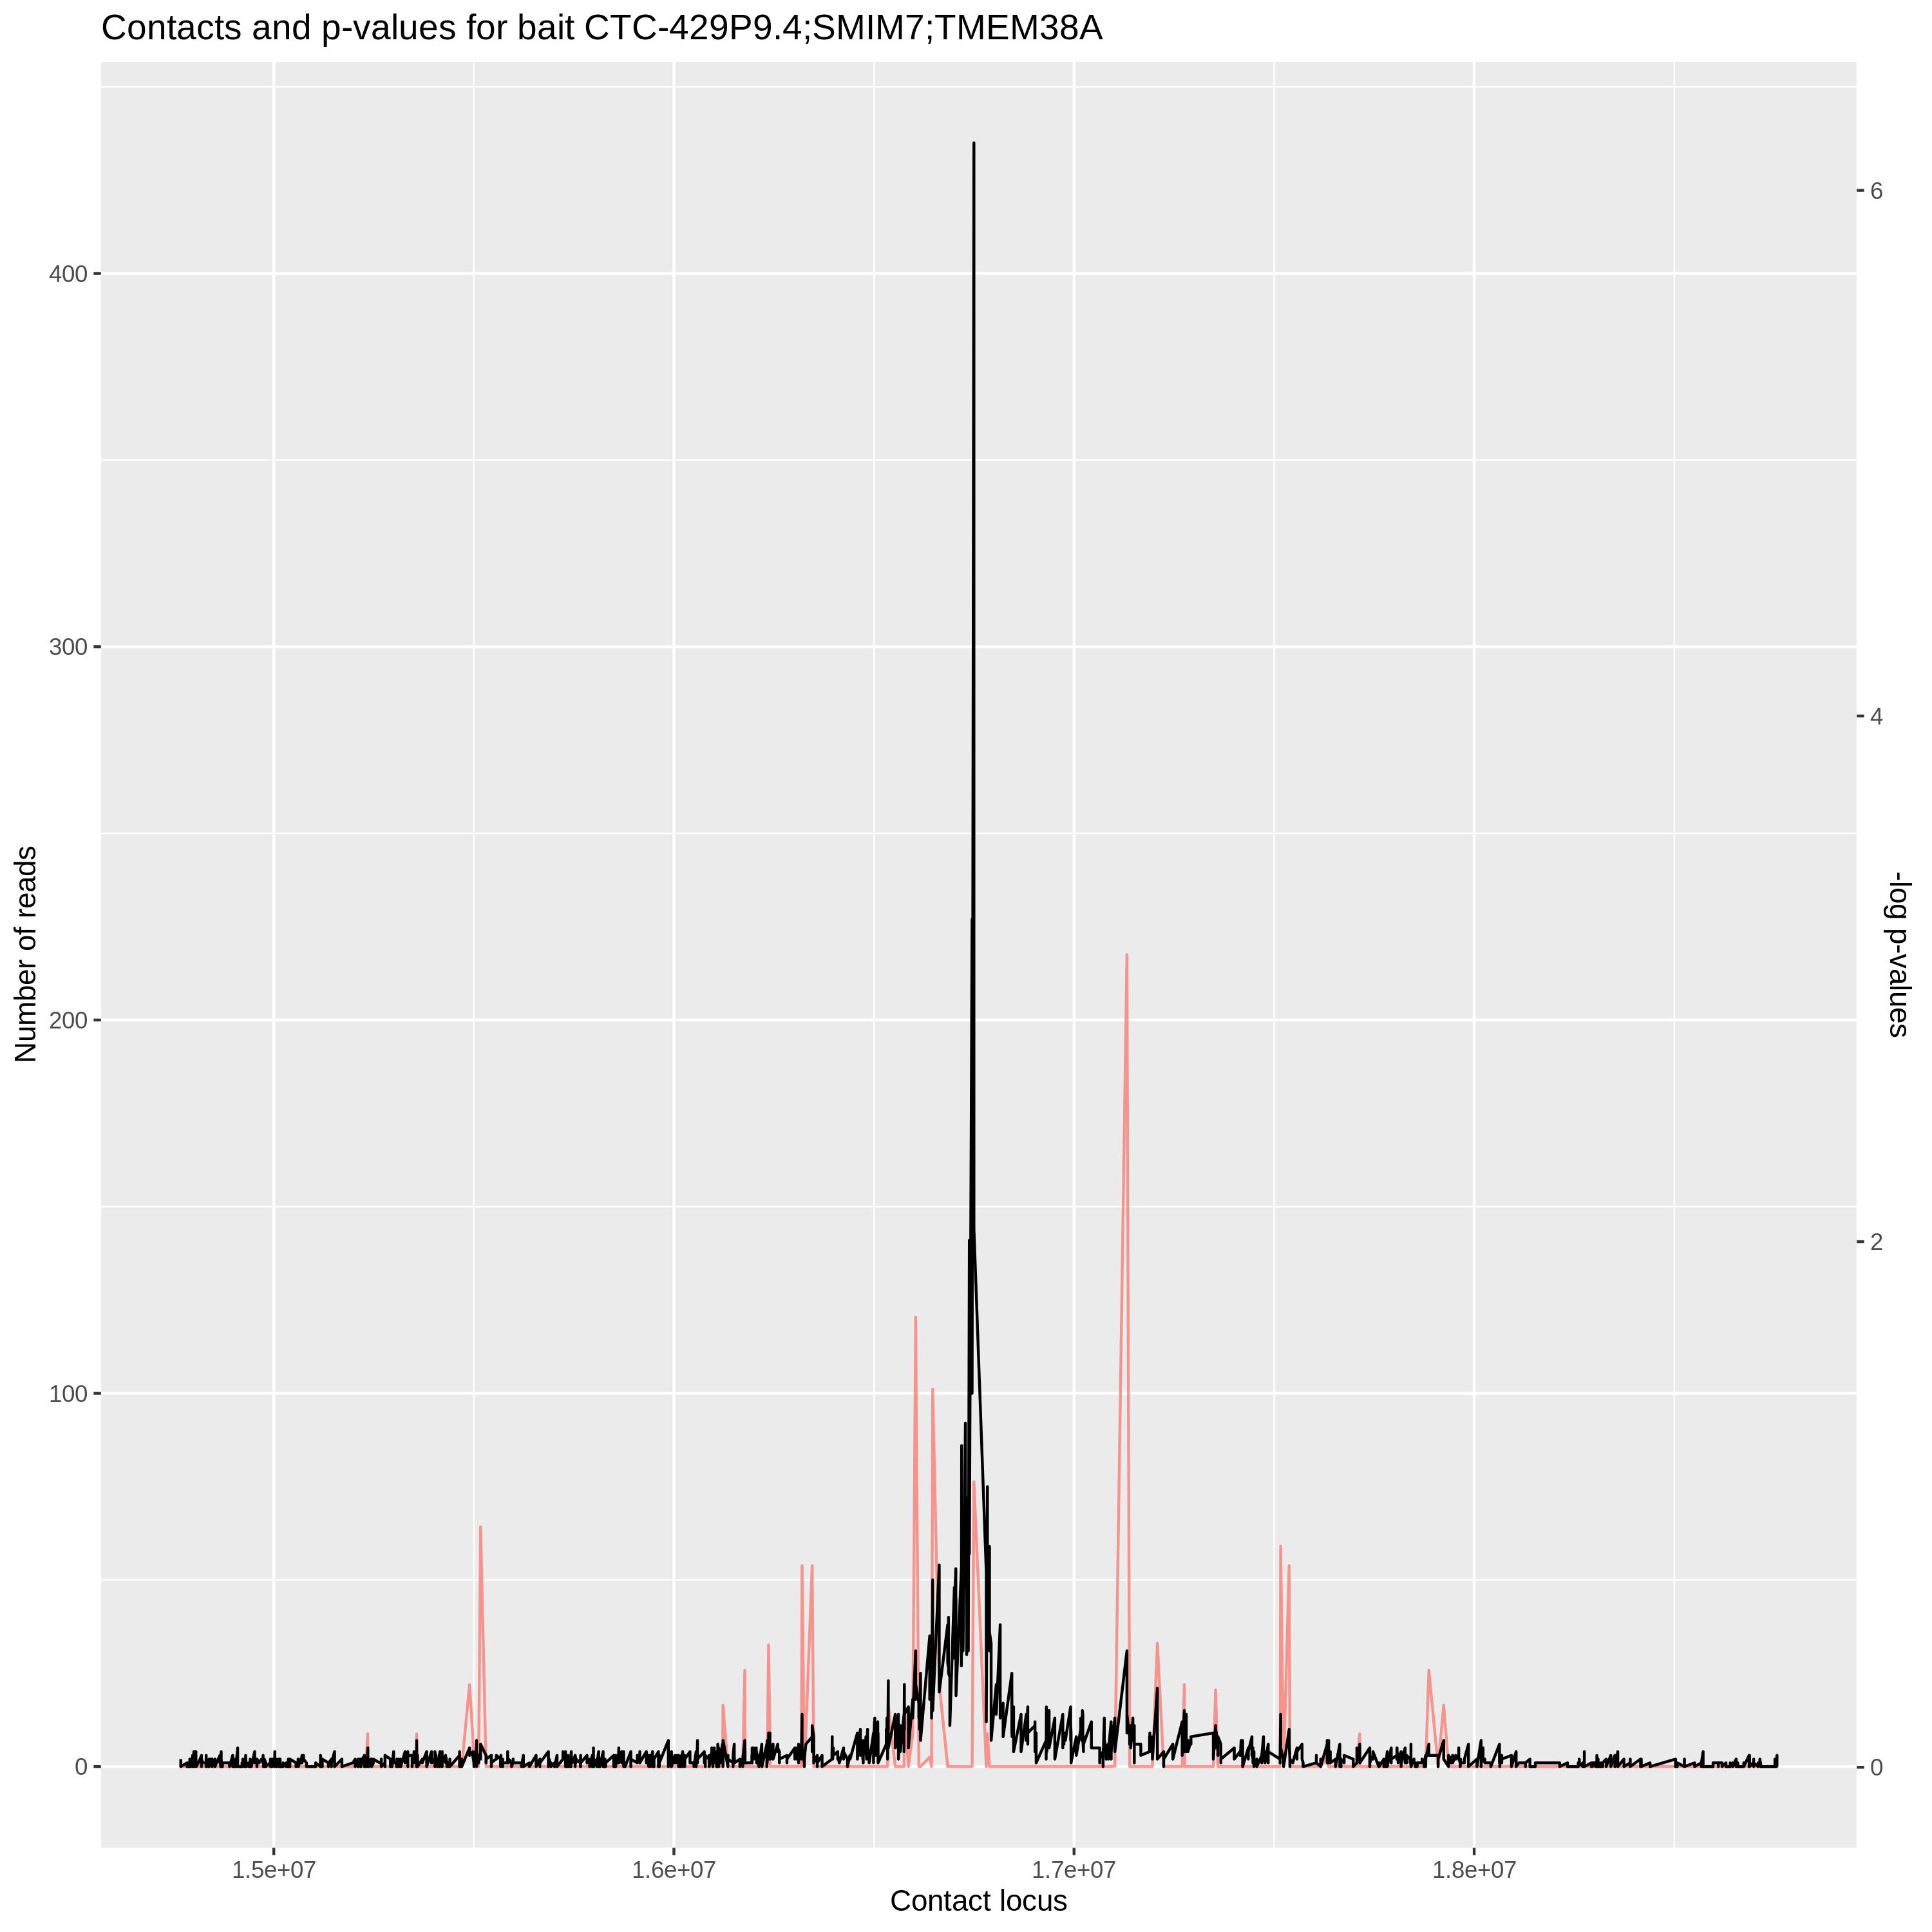 Contacts and p-values for bait CTC-429P9.4;SMIM7;TMEM38A
Number of reads
400
300
200
100
0
6
4
2
0
-log p-values
1.5e+07 1.6e+07 1.7e+07 1.8e+07
Contact locus